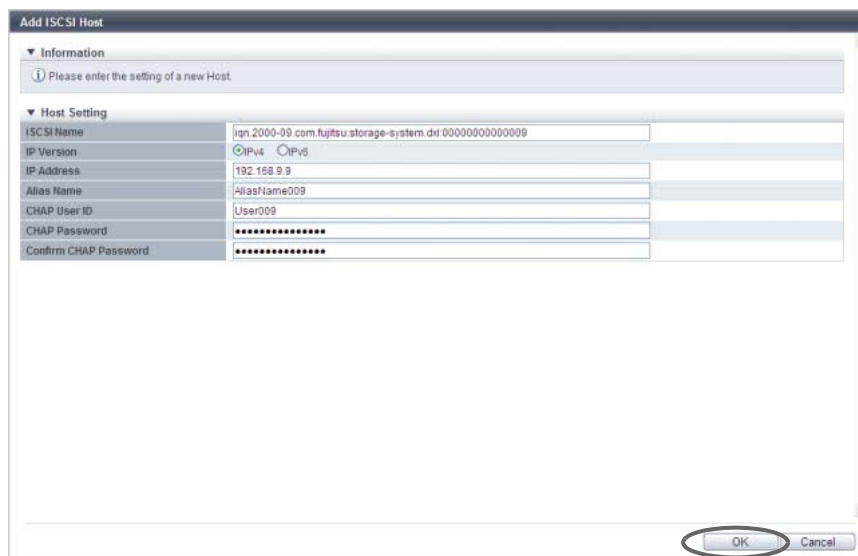 Add iSCSI Host
Information
Please enter the setting of a new Host.
Host Setting
iSCSI Name iqn.2000-09.com.fujitsu:storage-system.dxl:00000000000009
IP Version IPv4 IPv6
IP Address 192.168.9.9
Alias Name AliasName009
CHAP User ID User009
CHAP Password ●●●●●●●●●●●●●●●
Confirm CHAP Password ●●●●●●●●●●●●●●●
OK Cancel